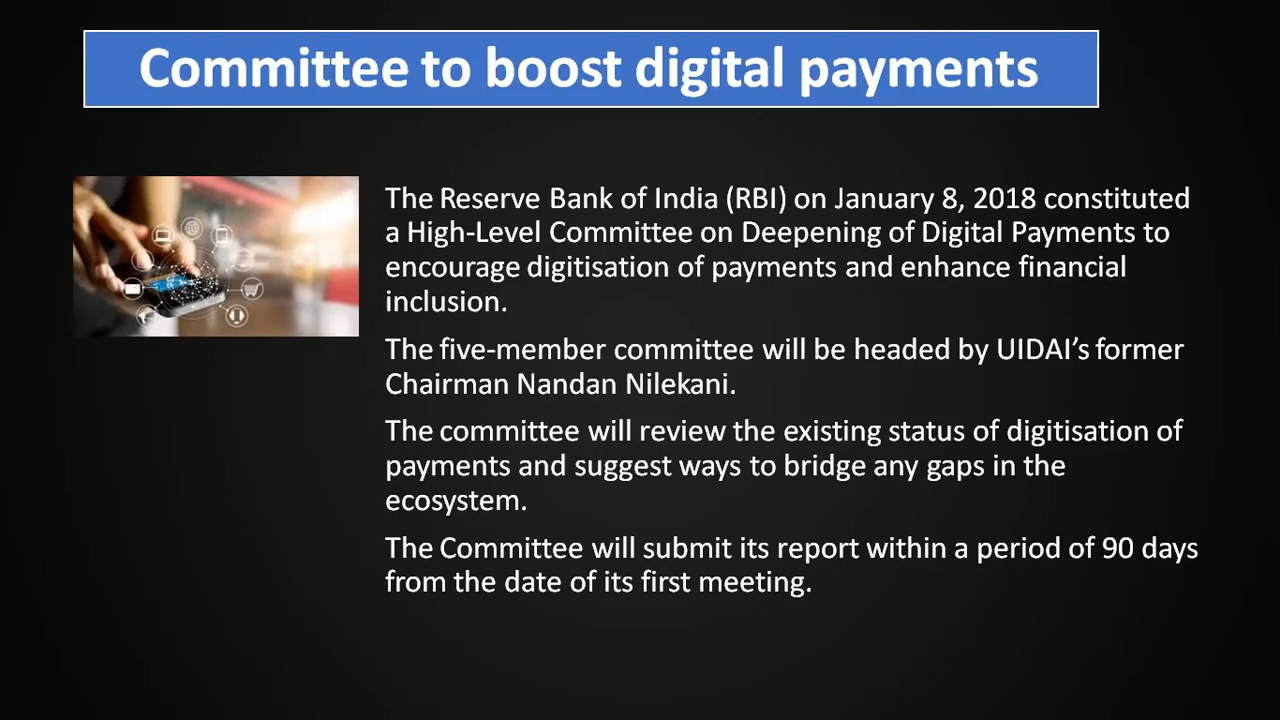 Committee to boost digital payments
The Reserve Bank of India (RBI) on January 8, 2018 constituted
a High-Level Committee on Deepening of Digital Payments to
encourage digitisation of payments and enhance financial
inclusion.
The five-member committee will be headed by UIDAI’s former
Chairman Nandan Nilekani.
The committee will review the existing status of digitisation of
payments and suggest ways to bridge any gaps in the
ecosystem.
The Committee will submit its report within a period of 90 days
from the date of its first meeting.